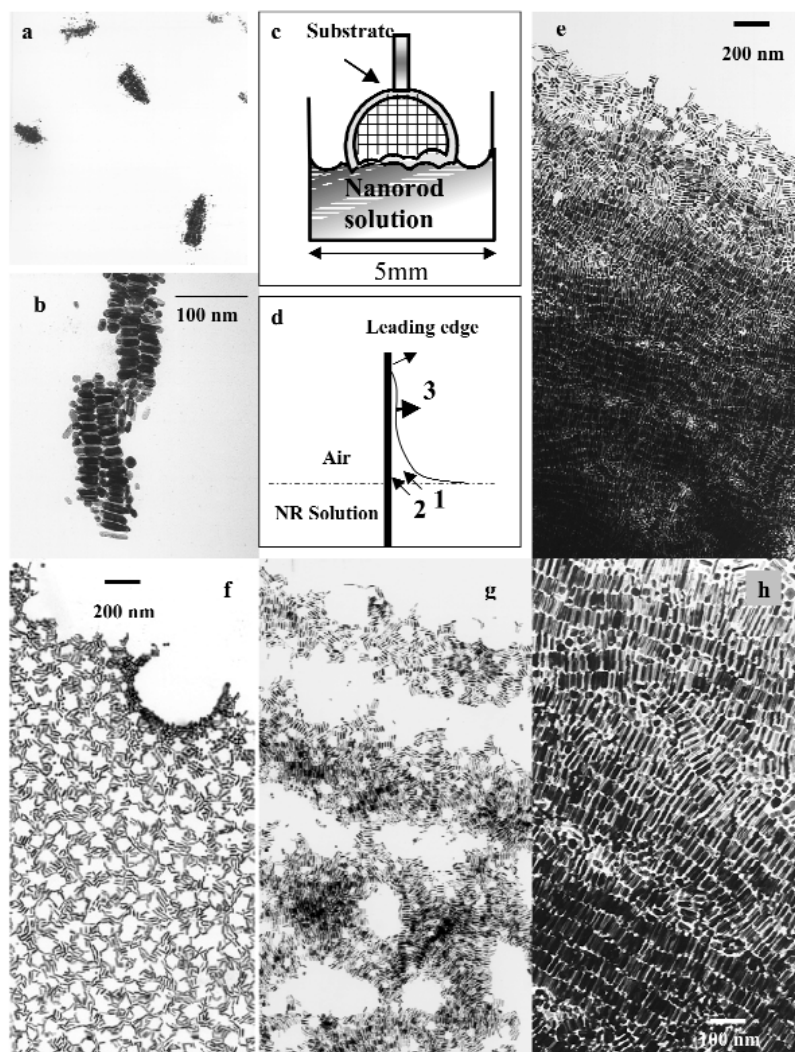 a
b
100 nm
c
Substrate
Nanorod
solution
5mm
d
Leading edge
3
Air
NR Solution
2
1
e
200 nm
f
200 nm
g
h
100 nm